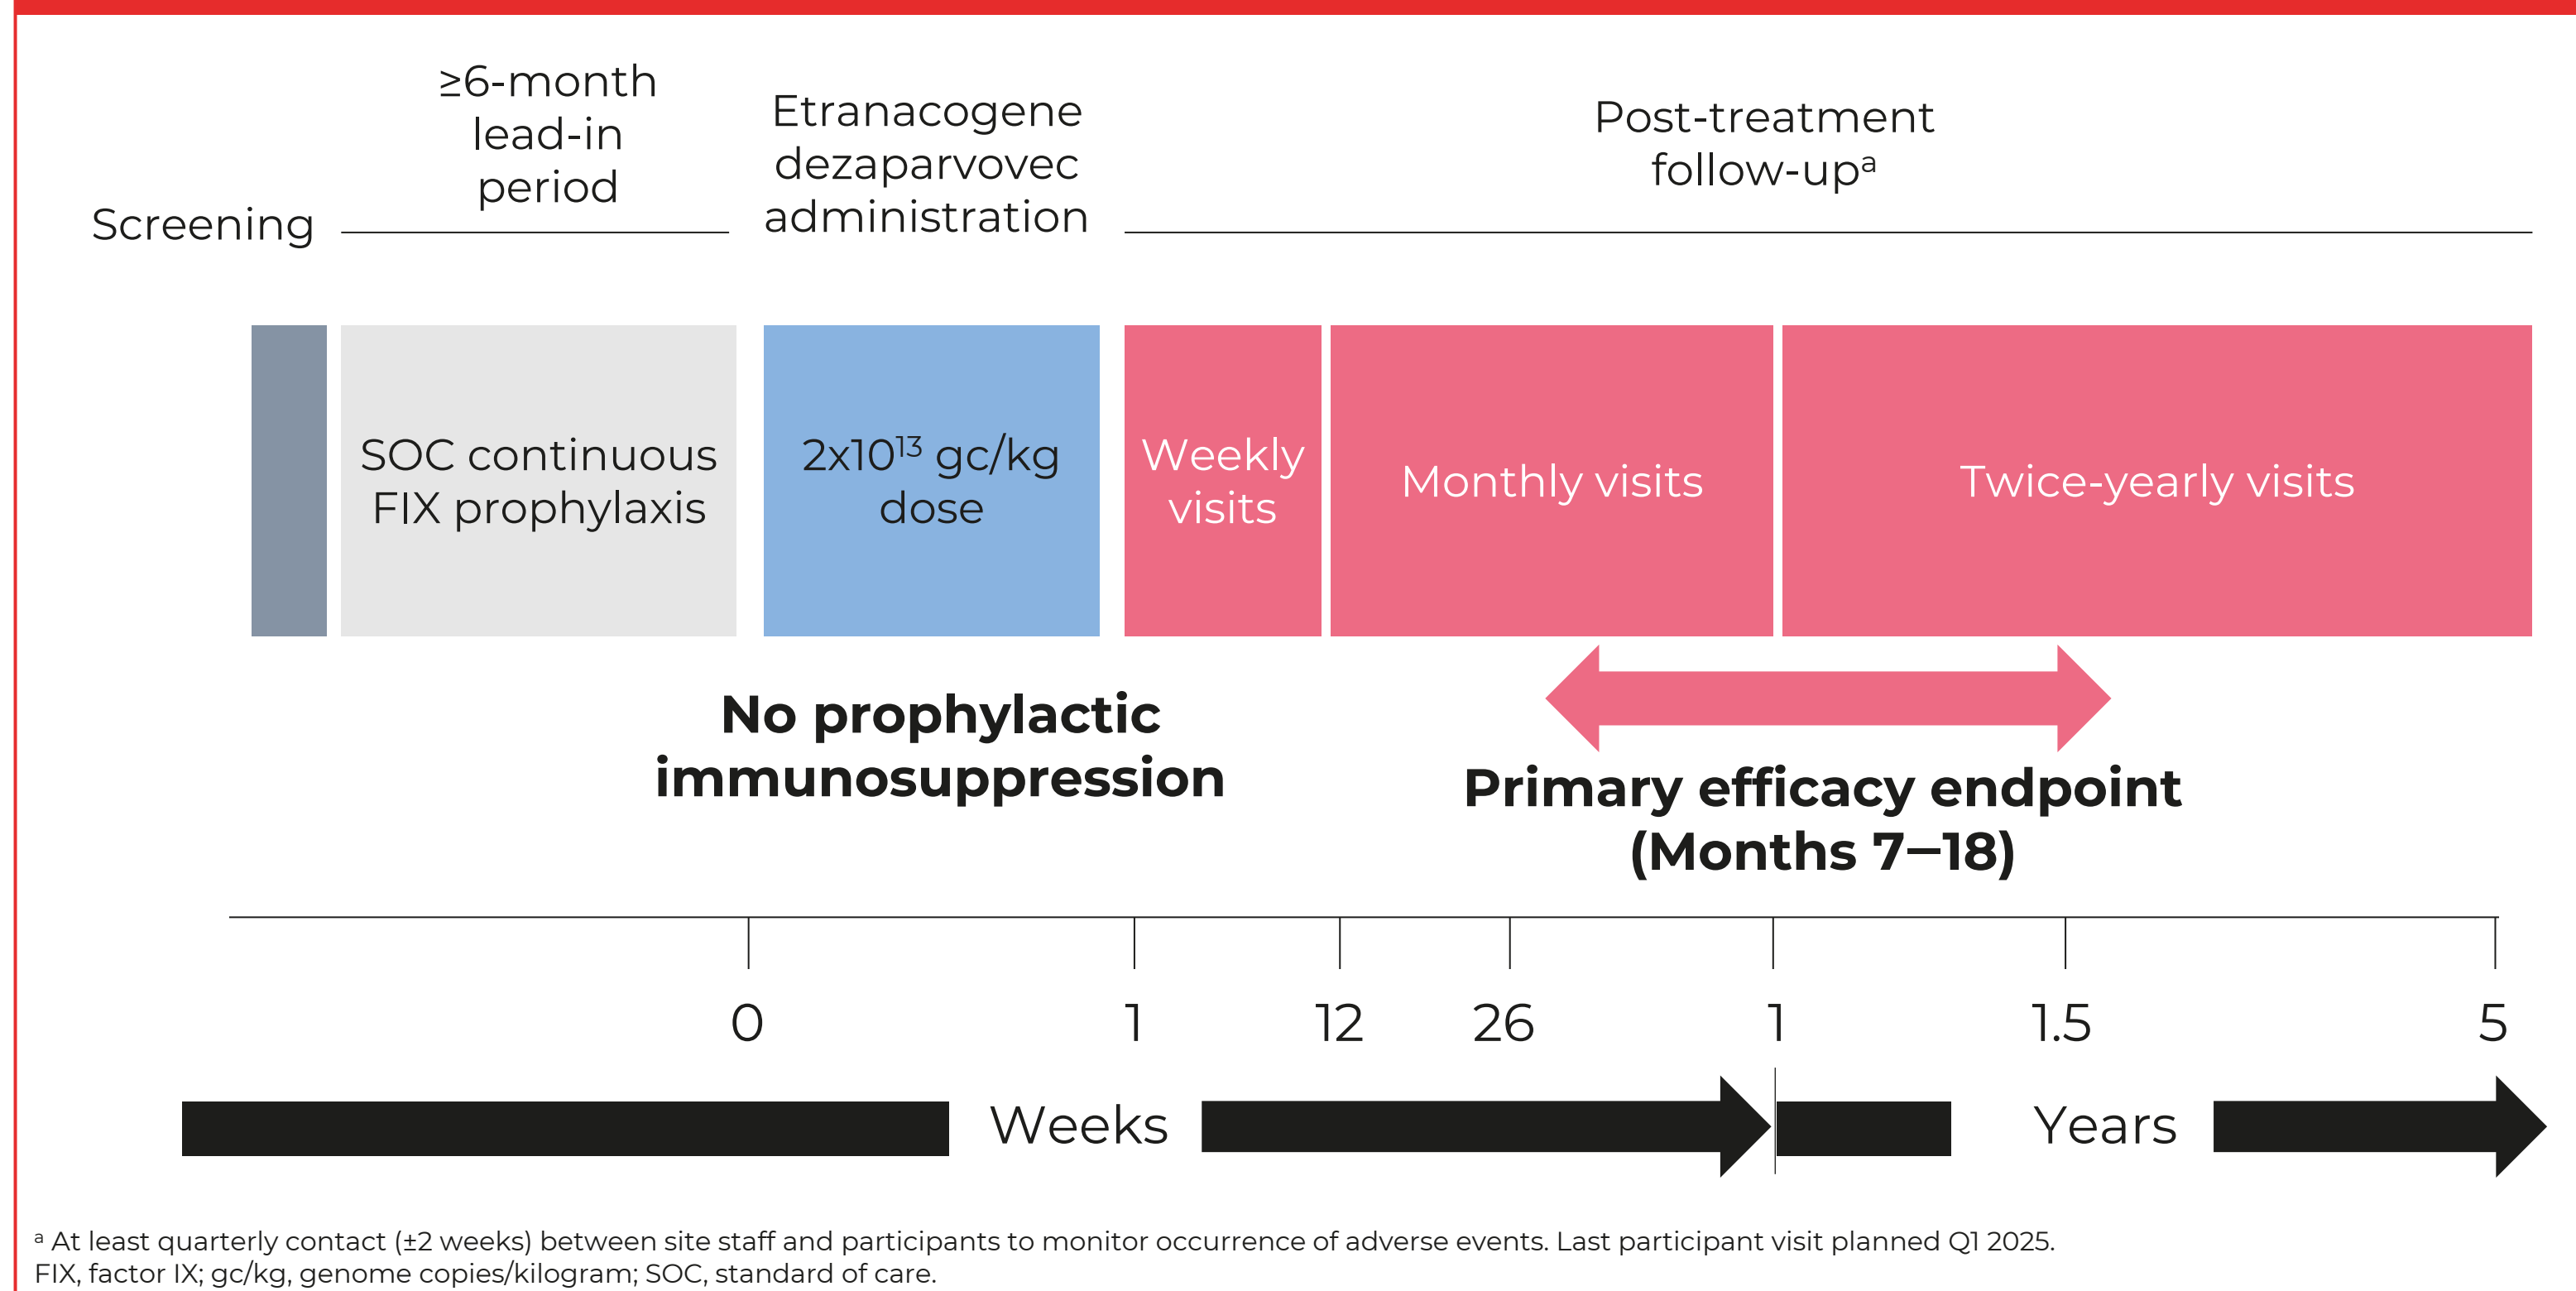 Screening
≥6-month
lead-in
period
Etranacogene
dezaparvovec
administration
Post-treatment
follow-upᵃ
SOC continuous
FIX prophylaxis
2x10¹³ gc/kg
dose
Weekly
visits
Monthly visits
Twice-yearly visits
No prophylactic
immunosuppression
Primary efficacy endpoint
(Months 7–18)
0 1 12 26 1 1.5 5
Weeks Years
ᵃ At least quarterly contact (±2 weeks) between site staff and participants to monitor occurrence of adverse events. Last participant visit planned Q1 2025.
FIX, factor IX; gc/kg, genome copies/kilogram; SOC, standard of care.